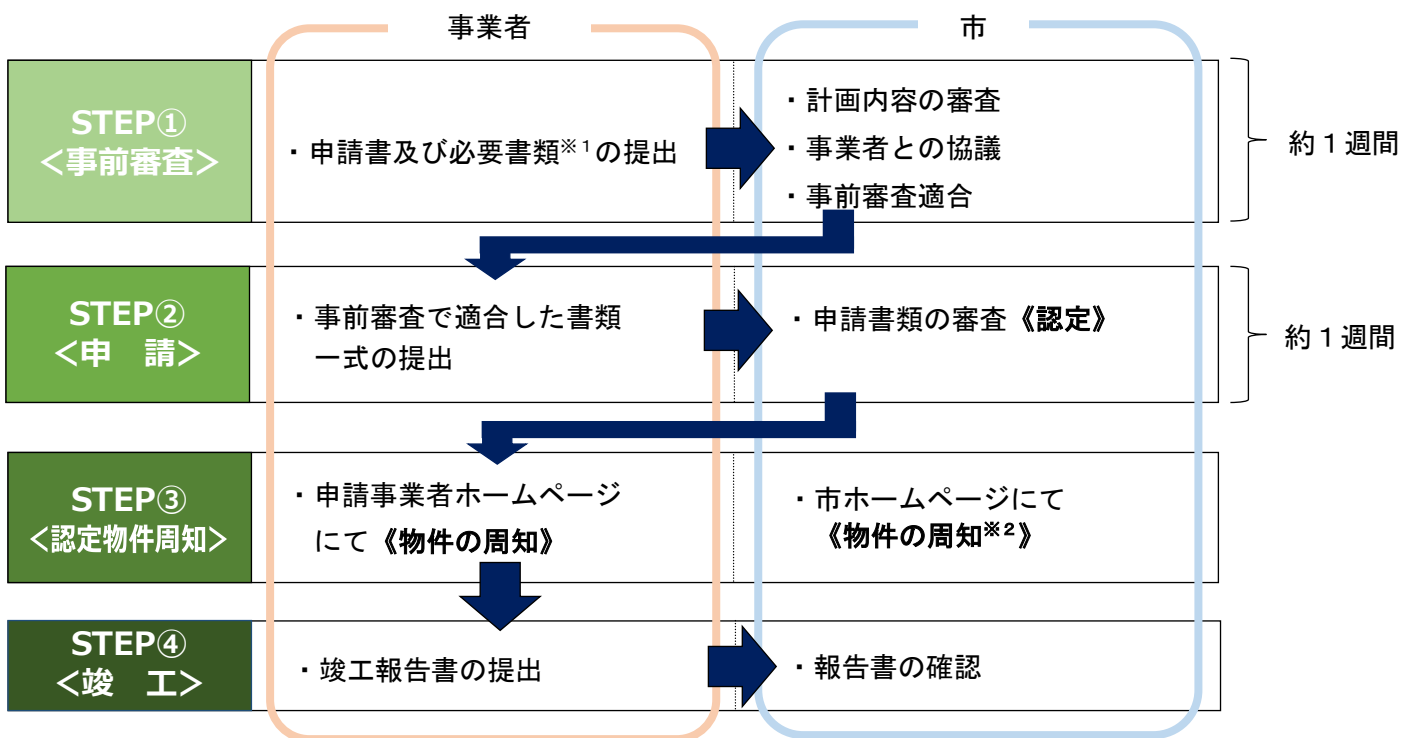 事業者
市
STEP①
<事前審査>
・申請書及び必要書類※1の提出
・計画内容の審査
・事業者との協議
・事前審査適合
約1週間
STEP②
<申 請>
・事前審査で適合した書類
一式の提出
・申請書類の審査《認定》
約1週間
STEP③
<認定物件周知>
・申請事業者ホームページ
にて《物件の周知》
・市ホームページにて
《物件の周知※2》
STEP④
<竣 工>
・竣工報告書の提出
・報告書の確認